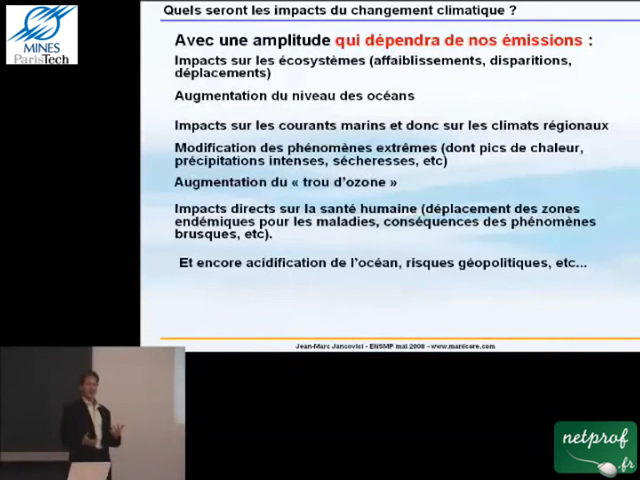 MINES
ParisTech
Quels seront les impacts du changement climatique ?
Avec une amplitude qui dépendra de nos émissions :
Impacts sur les écosystèmes (affaiblissements, disparitions,
déplacements)
Augmentation du niveau des océans
Impacts sur les courants marins et donc sur les climats régionaux
Modification des phénomènes extrêmes (dont pics de chaleur,
précipitations intenses, sécheresses, etc)
Augmentation du « trou d'ozone »
Impacts directs sur la santé humaine (déplacement des zones
endémiques pour les maladies, conséquences des phénomènes
brusques, etc).
Et encore acidification de l'océan, risques géopolitiques, etc...
Jean-Marc Jancovici - ENSMP mai 2008 - www.manicore.com
netprof
.fr